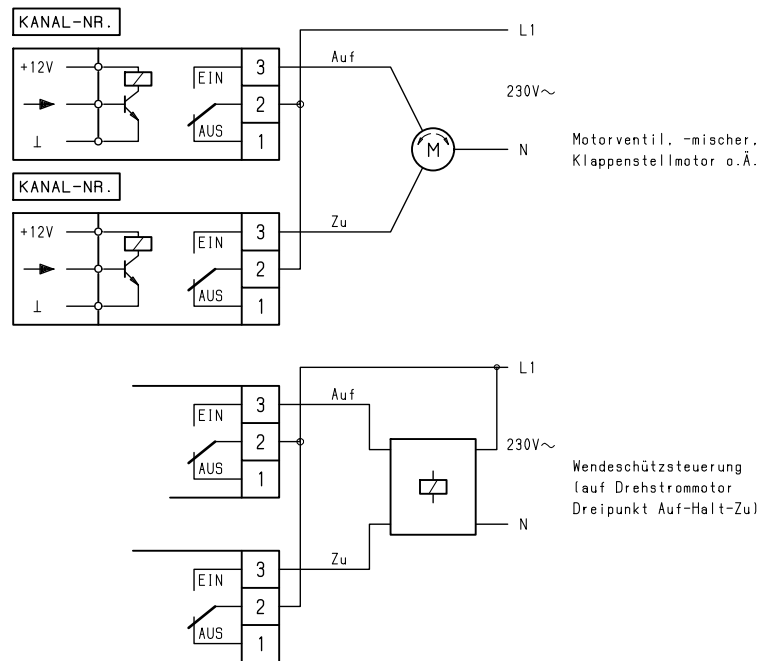 KANAL-NR.
+12V
EIN
AUS
3
2
1
Auf
L1
230V~
N
M
Motorventil, -mischer,
Klappenstellmotor o.Ä.
KANAL-NR.
+12V
EIN
AUS
3
2
1
Zu
EIN
AUS
3
2
1
Auf
L1
230V~
N
Wendeschützsteuerung
(auf Drehstrommotor
Dreipunkt Auf-Halt-Zu)
EIN
AUS
3
2
1
Zu